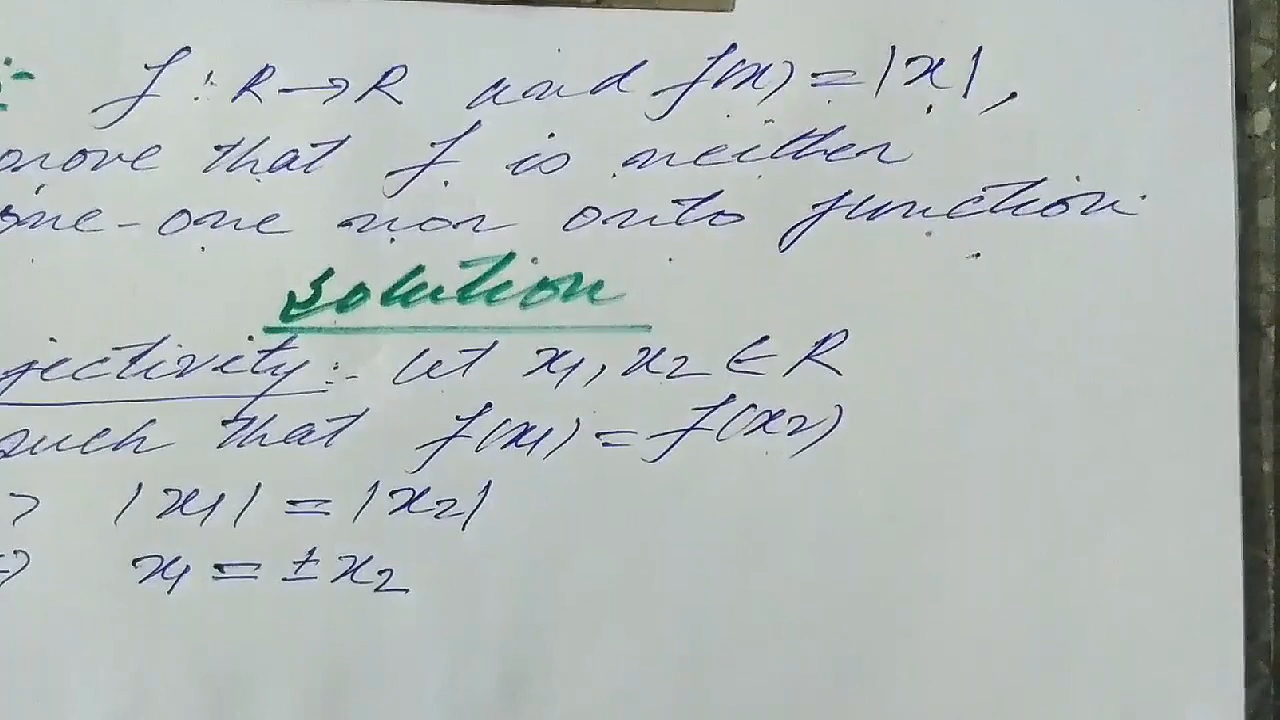 :- f : R → R and f(x) = |x|,
prove that f is neither
one-one nor onto function
solution
jectivity:- Let x₁, x₂ ∈ R
such that f(x₁) = f(x₂)
⇒ |x₁| = |x₂|
⇒ x₁ = ± x₂